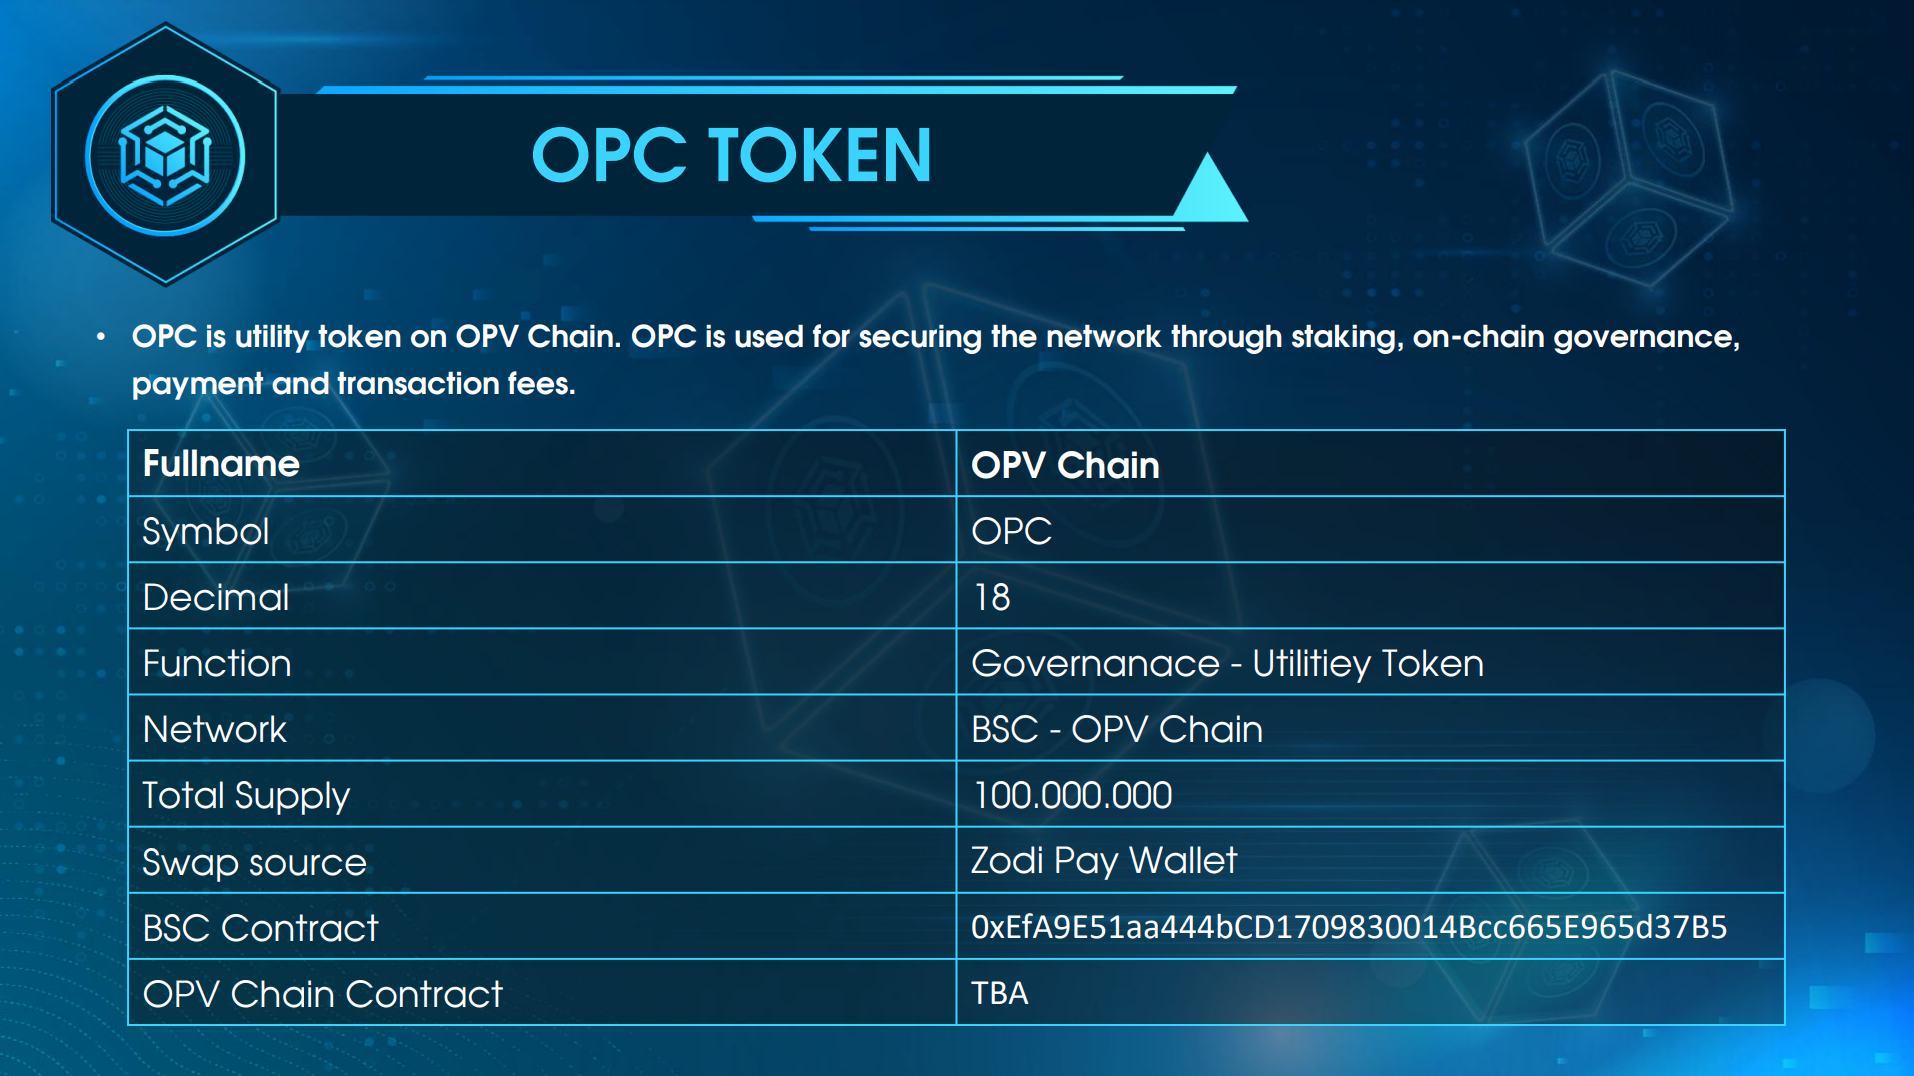 OPC TOKEN
• OPC is utility token on OPV Chain. OPC is used for securing the network through staking, on-chain governance,
payment and transaction fees.
Fullname OPV Chain
Symbol OPC
Decimal 18
Function Governanace - Utilitiey Token
Network BSC - OPV Chain
Total Supply 100.000.000
Swap source Zodi Pay Wallet
BSC Contract 0xEfA9E51aa444bCD1709830014Bcc665E965d37B5
OPV Chain Contract TBA